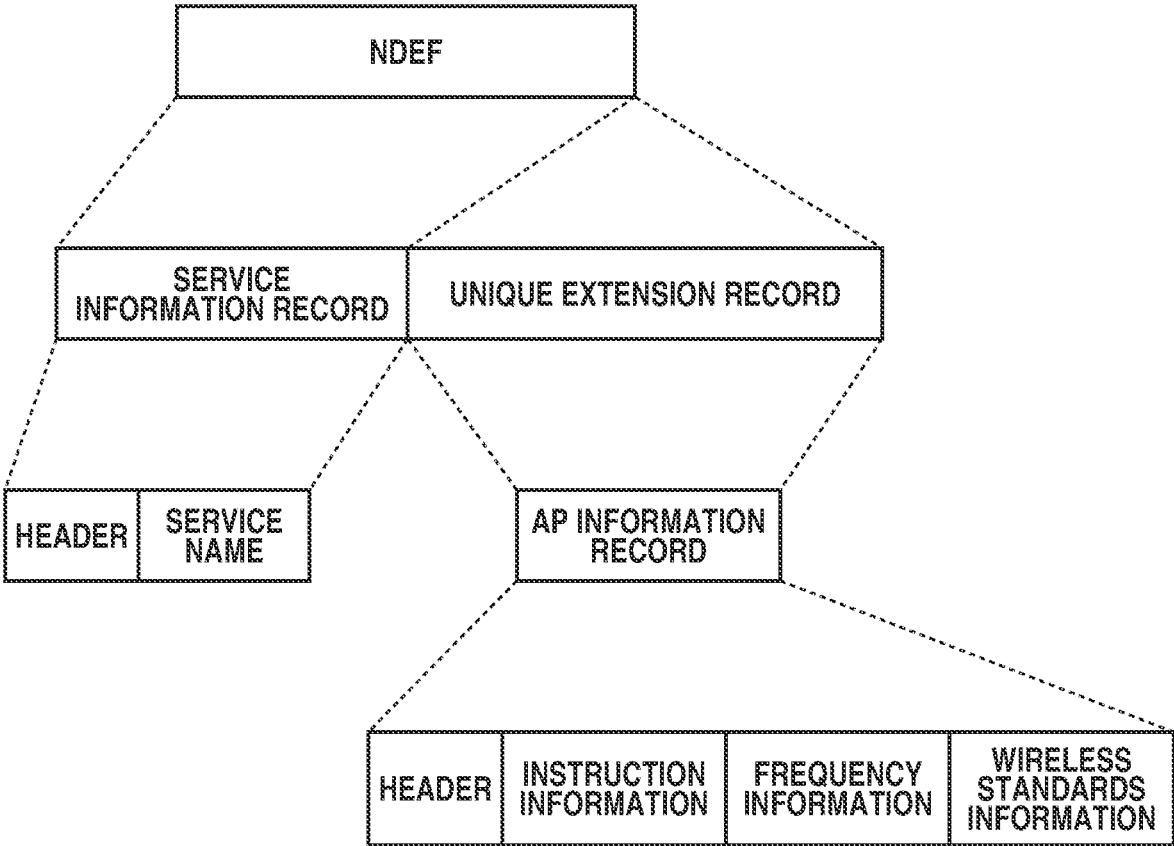 NDEF
SERVICE
INFORMATION RECORD
UNIQUE EXTENSION RECORD
HEADER
SERVICE
NAME
AP INFORMATION
RECORD
HEADER
INSTRUCTION
INFORMATION
FREQUENCY
INFORMATION
WIRELESS
STANDARDS
INFORMATION